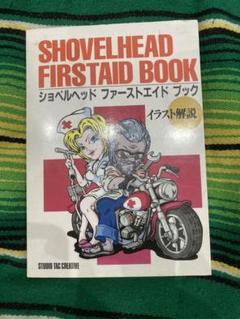 SHOVELHEAD
FIRSTAID BOOK
ショベルヘッド ファーストエイド ブック
イラスト解説
STUDIO TAC CREATIVE